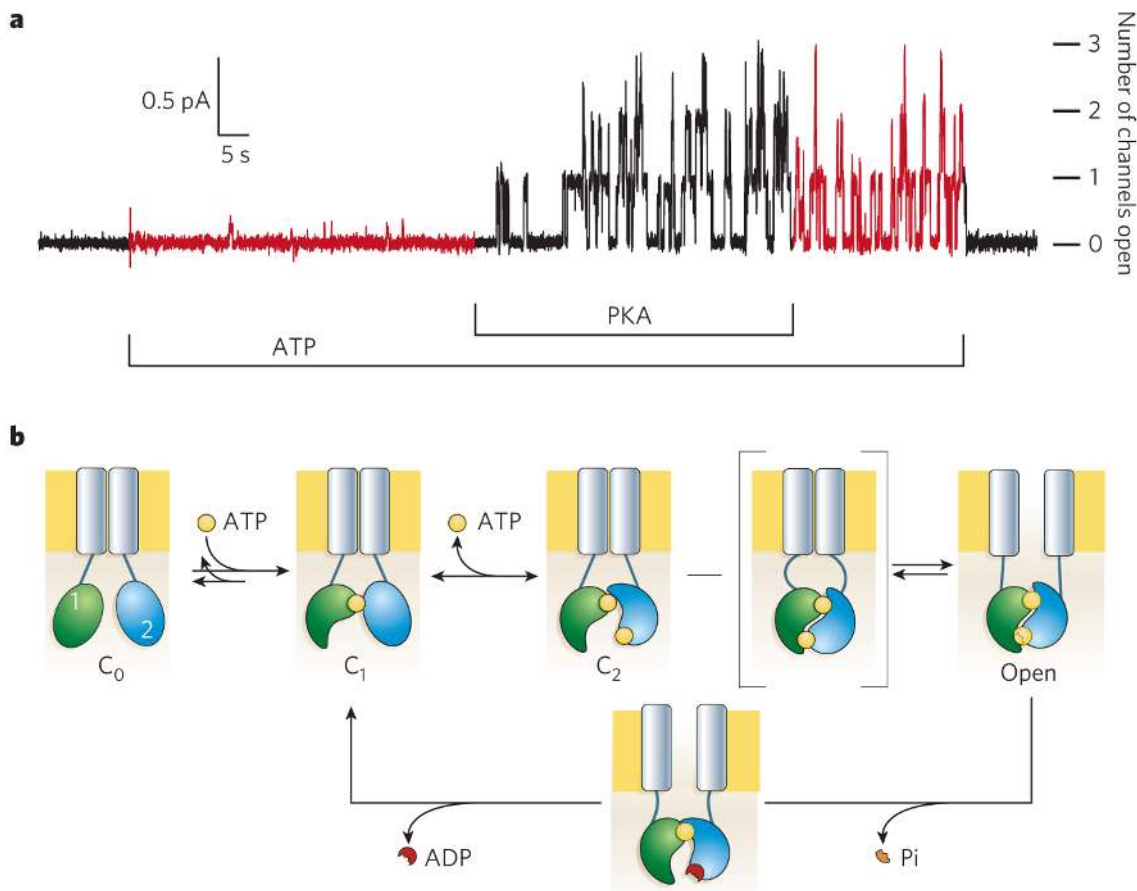 a
0.5 pA
5 s
3
2
1
0
Number of channels open
PKA
ATP
b
ATP
ATP
1
2
C₀
C₁
C₂
Open
ADP
Pi